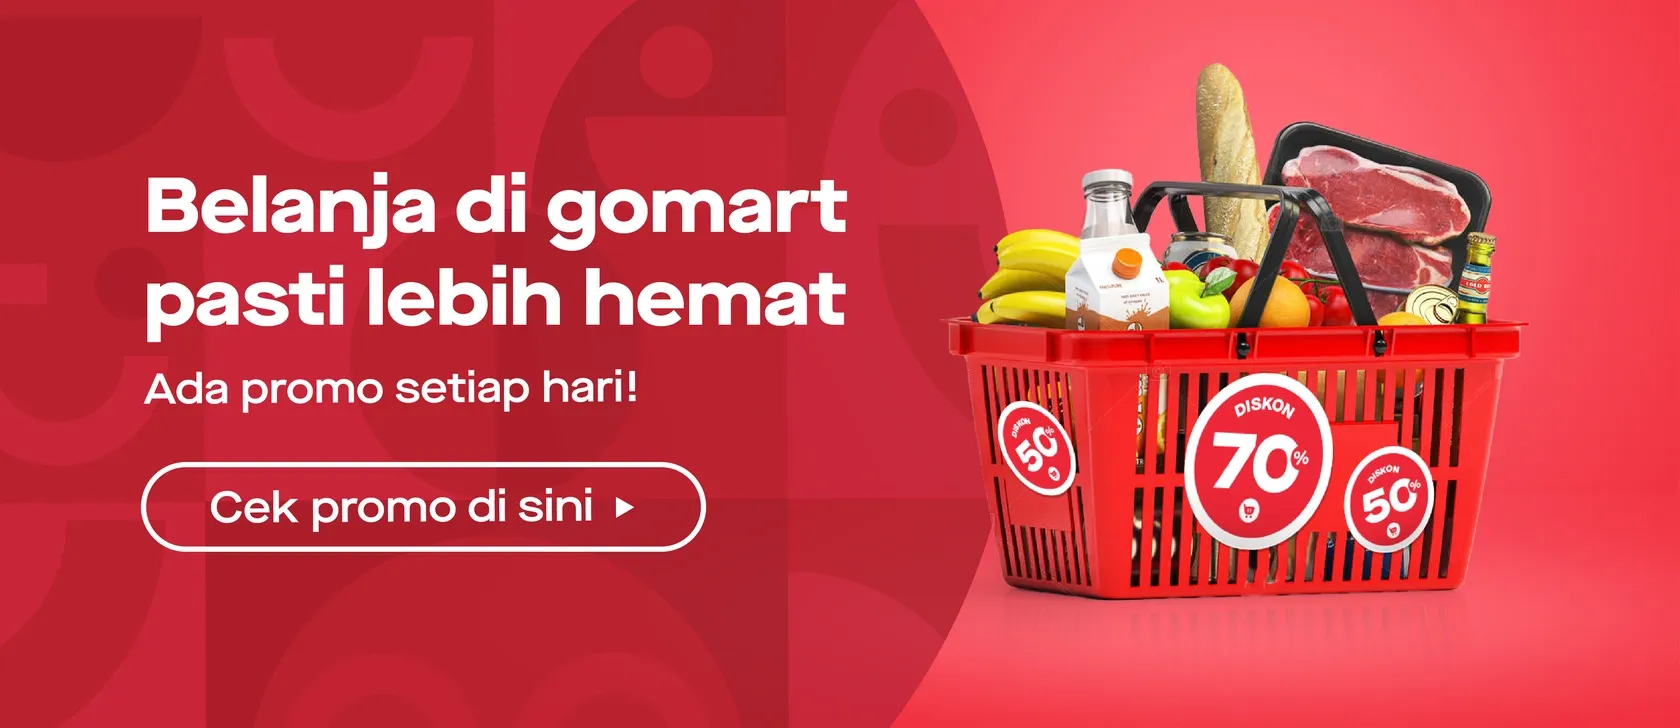 Belanja di gomart
pasti lebih hemat
Ada promo setiap hari!
Cek promo di sini
DISKON
50%
DISKON
70%
DISKON
50%